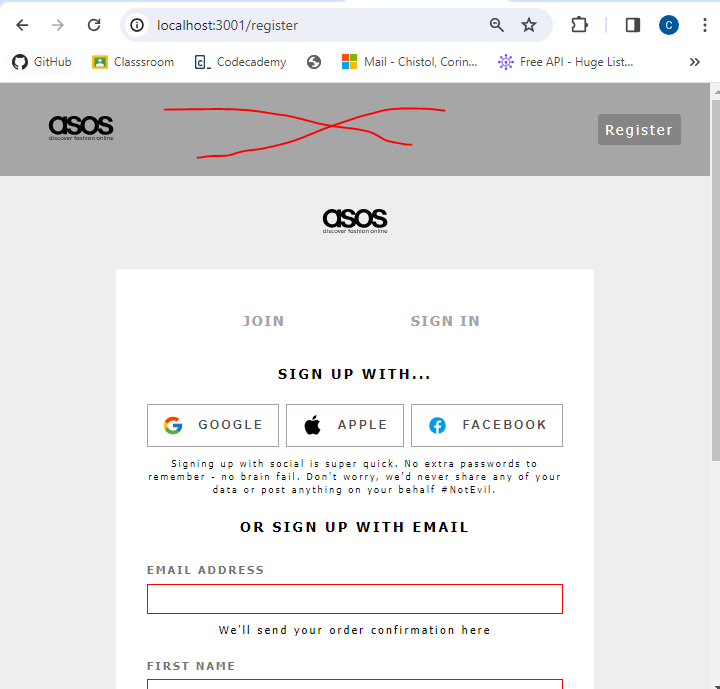 localhost:3001/register
C
GitHub
Classsroom
Codecademy
Mail - Chistol, Corin...
Free API - Huge List...
asos
discover fashion online
Register
asos
discover fashion online
JOIN
SIGN IN
SIGN UP WITH...
GOOGLE
APPLE
FACEBOOK
Signing up with social is super quick. No extra passwords to
remember - no brain fail. Don't worry, we'd never share any of your
data or post anything on your behalf #NotEvil.
OR SIGN UP WITH EMAIL
EMAIL ADDRESS
We'll send your order confirmation here
FIRST NAME